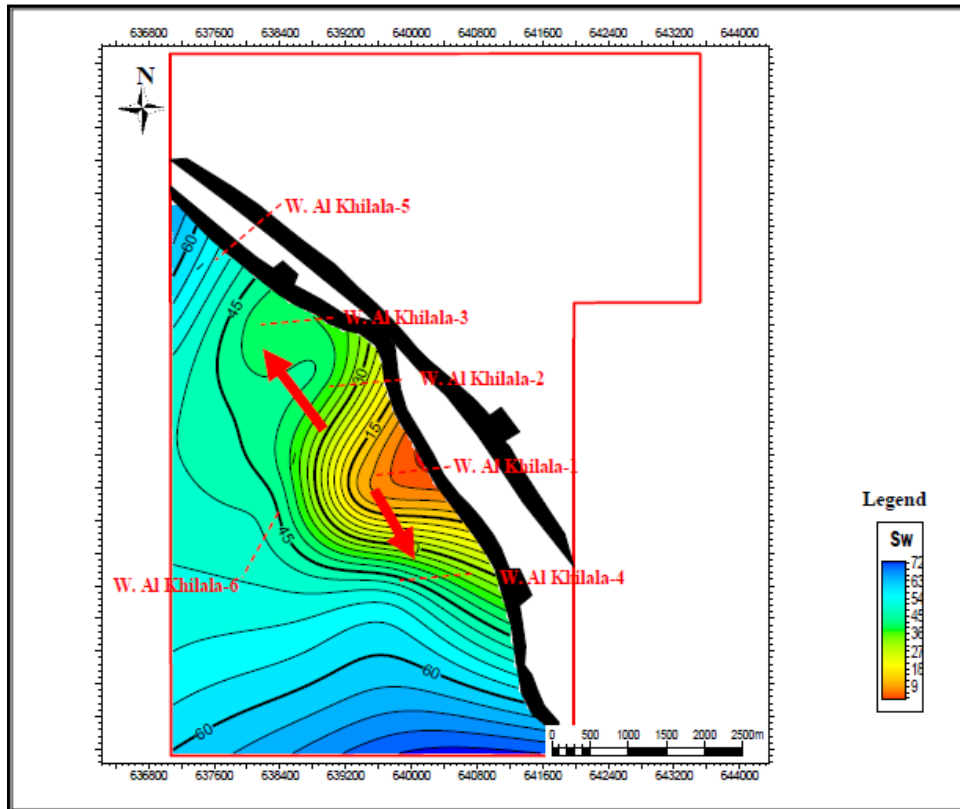 636800 637600 638400 639200 640000 640800 641600 642400 643200 644000
N
W. Al Khilala-5
60
45
W. Al Khilala-3
W. Al Khilala-2
30
15
W. Al Khilala-1
Legend
Sw
72
63
54
45
36
27
18
9
45
W. Al Khilala-4
W. Al Khilala-6
60
60
0 500 1000 1500 2000 2500m
636800 637600 638400 639200 640000 640800 641600 642400 643200 644000